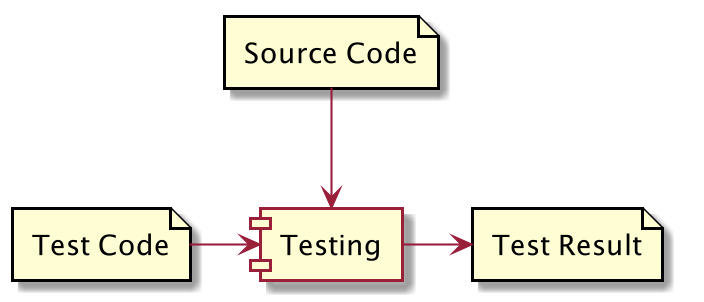 Source Code
Test Code
Testing
Test Result